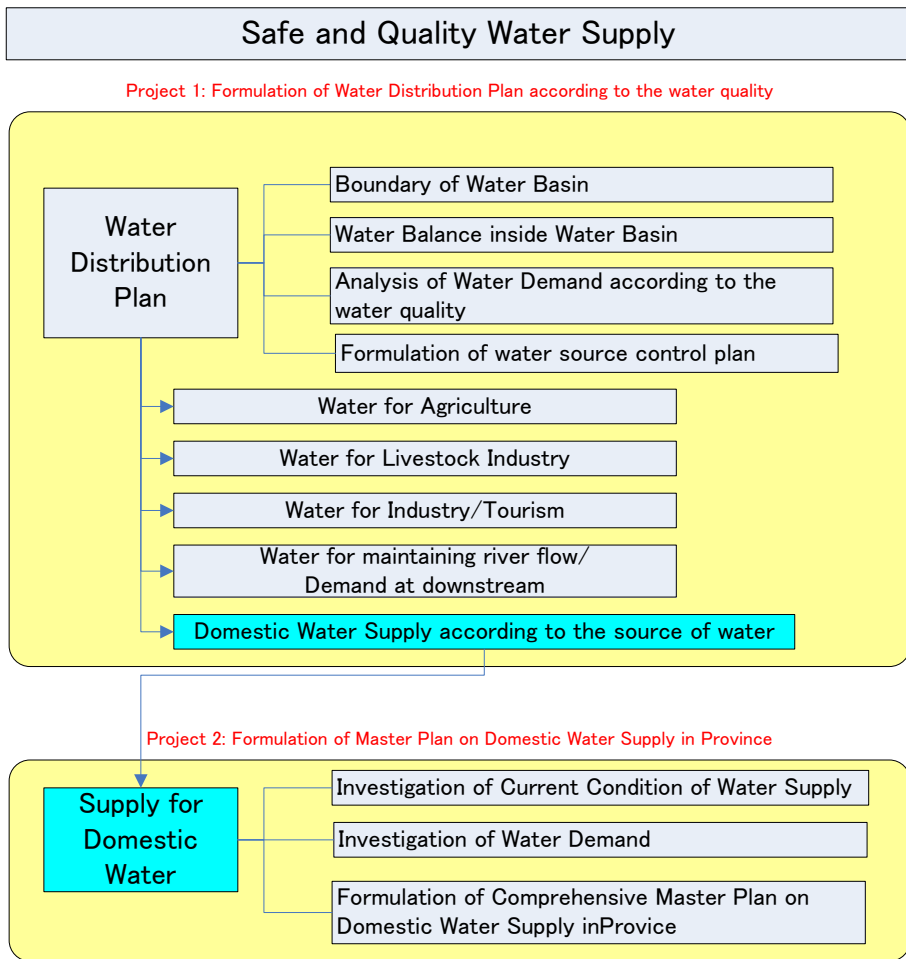 Safe and Quality Water Supply
Project 1: Formulation of Water Distribution Plan according to the water quality
Water
Distribution
Plan
Boundary of Water Basin
Water Balance inside Water Basin
Analysis of Water Demand according to the
water quality
Formulation of water source control plan
Water for Agriculture
Water for Livestock Industry
Water for Industry/Tourism
Water for maintaining river flow/
Demand at downstream
Domestic Water Supply according to the source of water
Project 2: Formulation of Master Plan on Domestic Water Supply in Province
Supply for
Domestic
Water
Investigation of Current Condition of Water Supply
Investigation of Water Demand
Formulation of Comprehensive Master Plan on
Domestic Water Supply inProvice